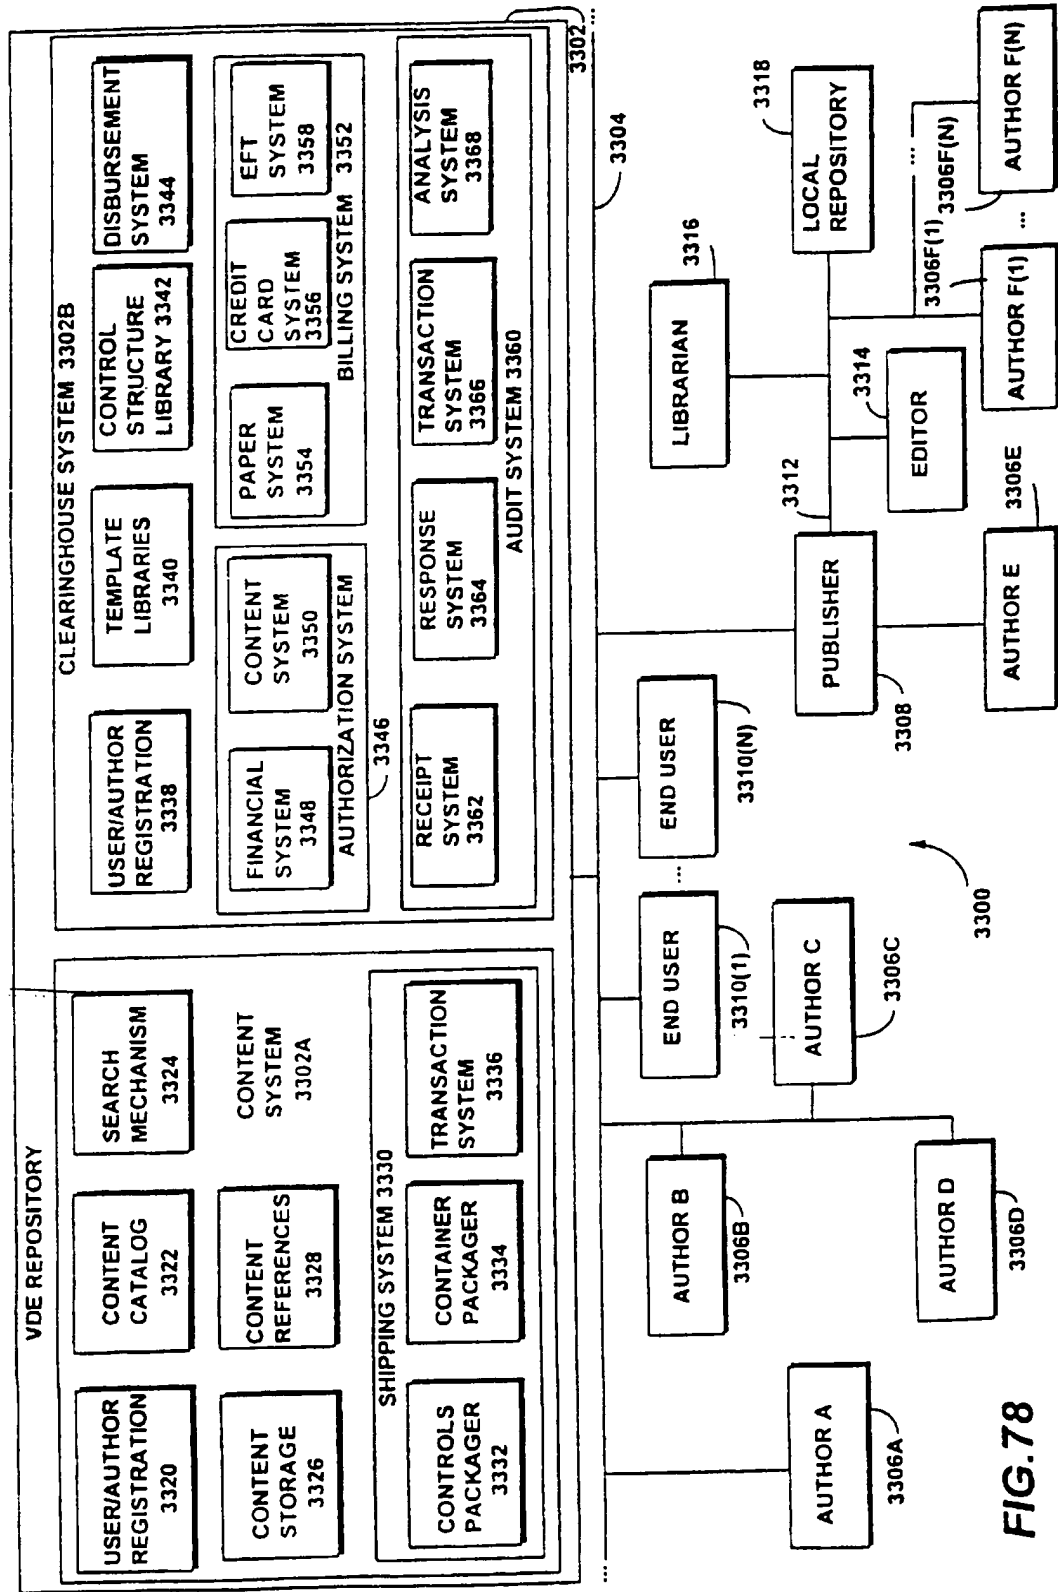 VDE REPOSITORY
USER/AUTHOR
REGISTRATION
3320
CONTENT
CATALOG
3322
SEARCH
MECHANISM
3324
CONTENT
STORAGE
3326
CONTENT
REFERENCES
3328
CONTENT
SYSTEM
3302A
SHIPPING SYSTEM 3330
CONTROLS
PACKAGER
3332
CONTAINER
PACKAGER
3334
TRANSACTION
SYSTEM
3336
CLEARINGHOUSE SYSTEM 3302B
USER/AUTHOR
REGISTRATION
3338
TEMPLATE
LIBRARIES
3340
CONTROL
STRUCTURE
LIBRARY 3342
DISBURSEMENT
SYSTEM
3344
FINANCIAL
SYSTEM
3348
CONTENT
SYSTEM
3350
AUTHORIZATION SYSTEM
3346
PAPER
SYSTEM
3354
CREDIT
CARD
SYSTEM
3356
EFT
SYSTEM
3358
BILLING SYSTEM 3352
RECEIPT
SYSTEM
3362
RESPONSE
SYSTEM
3364
TRANSACTION
SYSTEM
3366
ANALYSIS
SYSTEM
3368
AUDIT SYSTEM 3360
3302
...
...
3304
AUTHOR A
3306A
AUTHOR B
3306B
AUTHOR C
3306C
AUTHOR D
3306D
END USER
3310(1)
...
END USER
3310(N)
3300
PUBLISHER
3308
3312
AUTHOR E
3306E
EDITOR
3314
LIBRARIAN
3316
LOCAL
REPOSITORY
3318
3306F(1)
AUTHOR F(1)
...
...
3306F(N)
AUTHOR F(N)
FIG.78